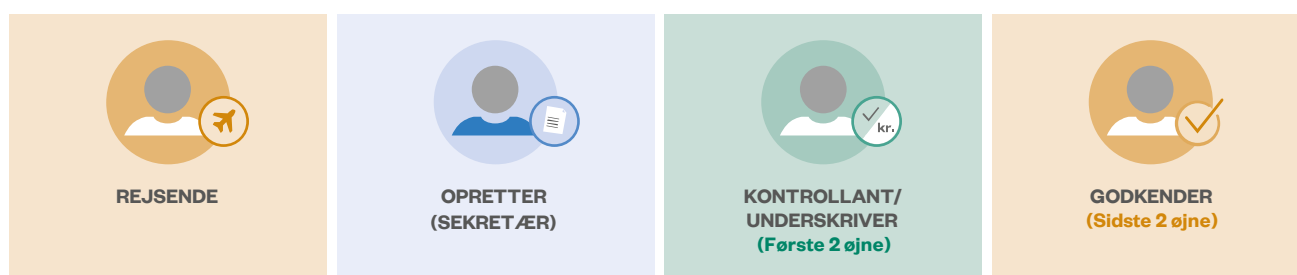 kr.
REJSENDE
OPRETTER
(SEKRETÆR)
KONTROLLANT/
UNDERSKRIVER
(Første 2 øjne)
GODKENDER
(Sidste 2 øjne)